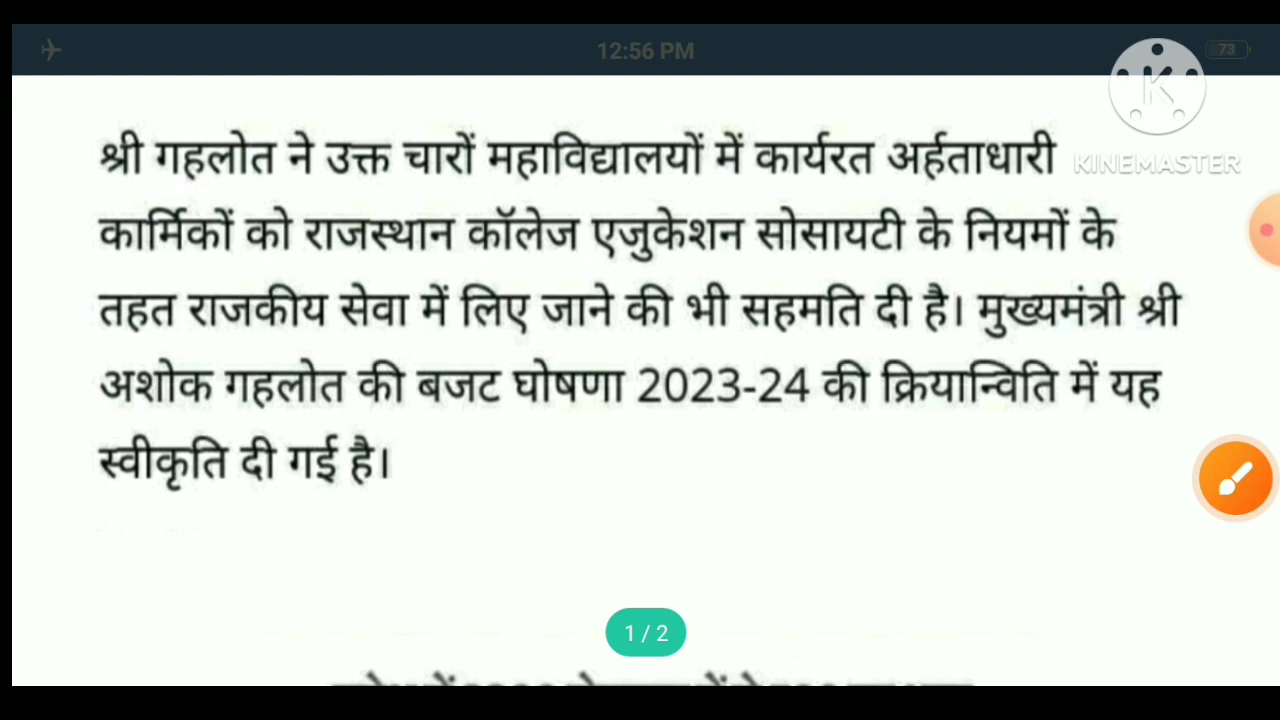 12:56 PM
73
श्री गहलोत ने उक्त चारों महाविद्यालयों में कार्यरत अर्हताधारी
KINEMASTER
कार्मिकों को राजस्थान कॉलेज एजुकेशन सोसायटी के नियमों के
तहत राजकीय सेवा में लिए जाने की भी सहमति दी है। मुख्यमंत्री श्री
अशोक गहलोत की बजट घोषणा 2023-24 की क्रियान्विति में यह
स्वीकृति दी गई है।
1 / 2